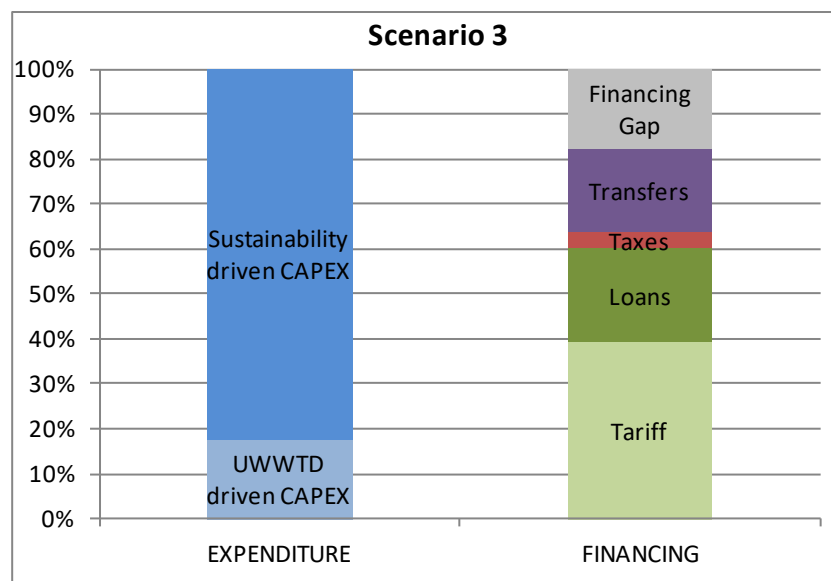 Scenario 3
100%
90%
80%
70%
60%
50%
40%
30%
20%
10%
0%
Sustainability
driven CAPEX
UWWTD
driven CAPEX
Financing
Gap
Transfers
Taxes
Loans
Tariff
EXPENDITURE
FINANCING